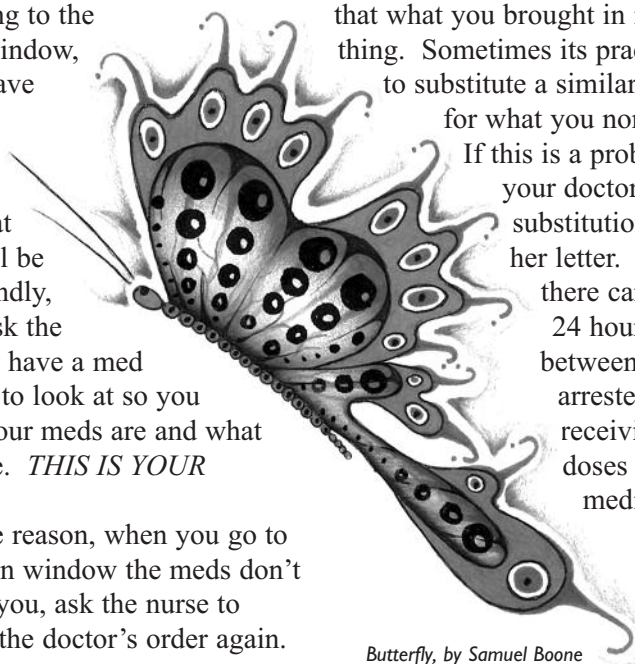 ng to the
indow,
ave
at
l be
ndly,
sk the
have a med
to look at so you
our meds are and what
e. THIS IS YOUR
e reason, when you go to
n window the meds don’t
you, ask the nurse to
the doctor’s order again.
that what you brought in
thing. Sometimes its prac
to substitute a similar
for what you nor
If this is a prob
your doctor
substitution
her letter.
there ca
24 hour
between
arreste
receivi
doses
medi
Butterfly, by Samuel Boone